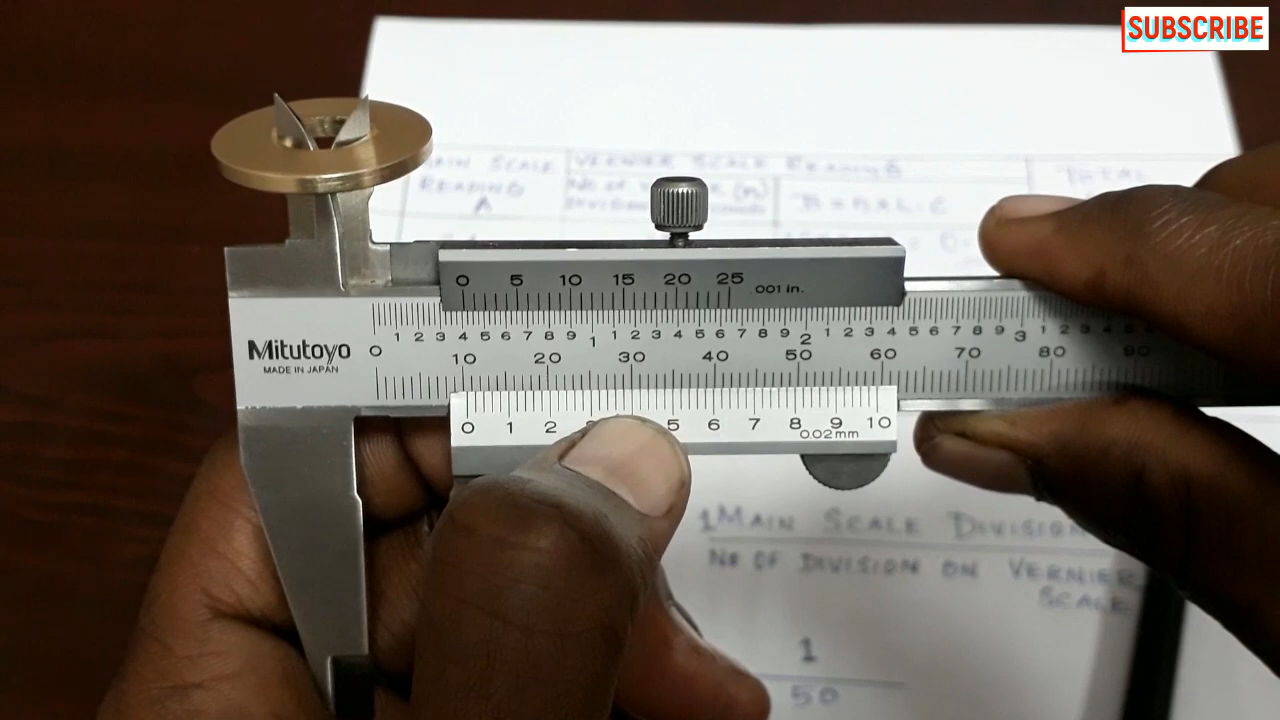 SUBSCRIBE
MAIN SCALE
READING
A
VERNIER SCALE READING
TOTAL
0 5 10 15 20 25 .001 in.
1 2 3 4 5 6 7 8 9 1 1 2 3 4 5 6 7 8 9 2 1 2 3 4 5 6 7 8 9 3 1 2 3 4
Mitutoyo
MADE IN JAPAN
0 10 20 30 40 50 60 70 80 90
0 1 2 5 6 7 8 9 10
0.02mm
1 MAIN SCALE DIVISION
No OF DIVISION ON VERNIER
SCALE
1
50